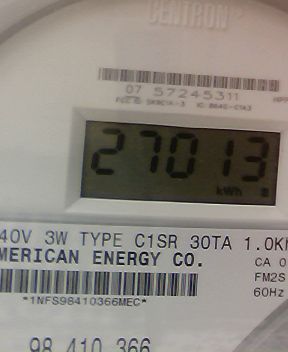 CENTRON
07 57245311
27013
kWh
40V 3W TYPE C1SR 30TA 1.0K
MERICAN ENERGY CO.
CA 0
FM2S
60Hz
*1NFS98410366MEC*
98 410 366